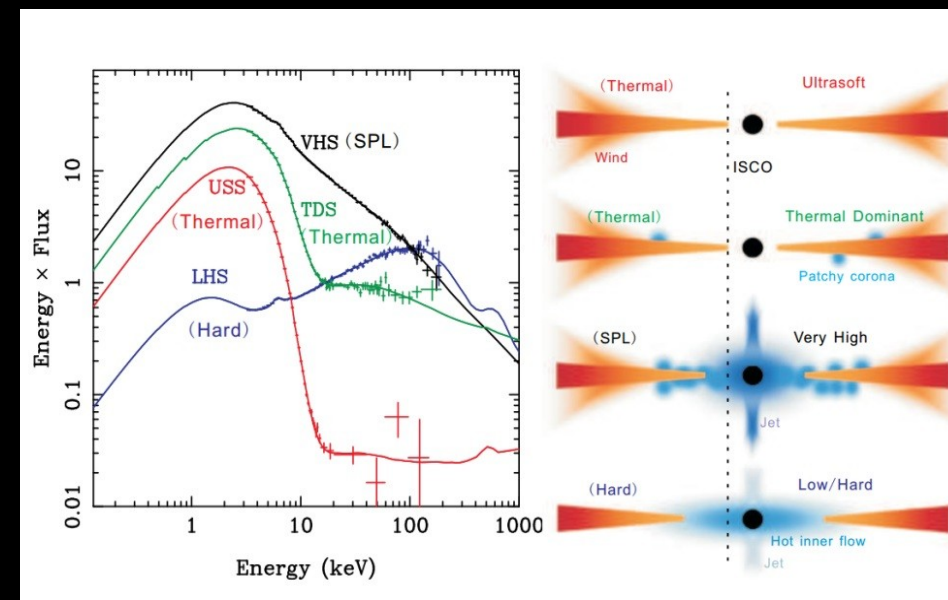 Energy × Flux
10
1
0.1
0.01
VHS (SPL)
USS
(Thermal)
TDS
(Thermal)
LHS
(Hard)
1
10
100
1000
Energy (keV)
(Thermal)
Ultrasoft
Wind
ISCO
(Thermal)
Thermal Dominant
Patchy corona
(SPL)
Very High
Jet
(Hard)
Low/Hard
Hot inner flow
Jet